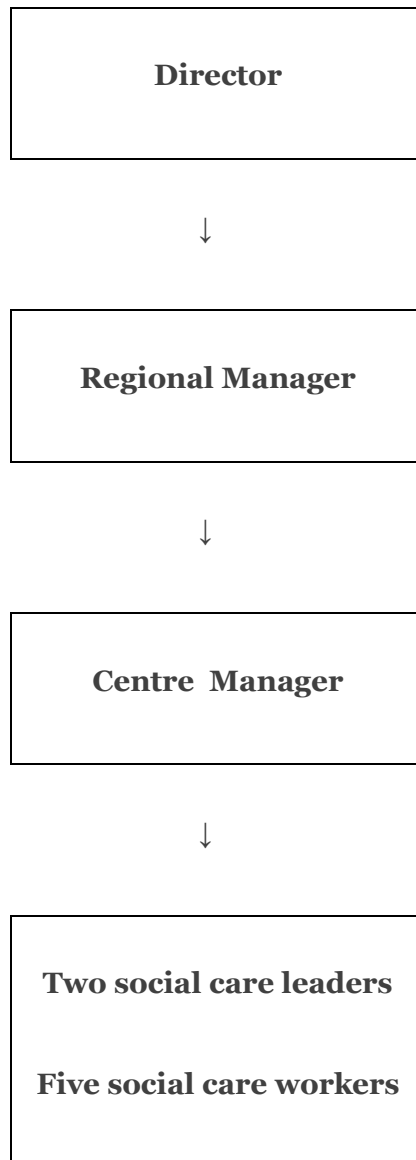 Director
↓
Regional Manager
↓
Centre Manager
↓
Two social care leaders
Five social care workers